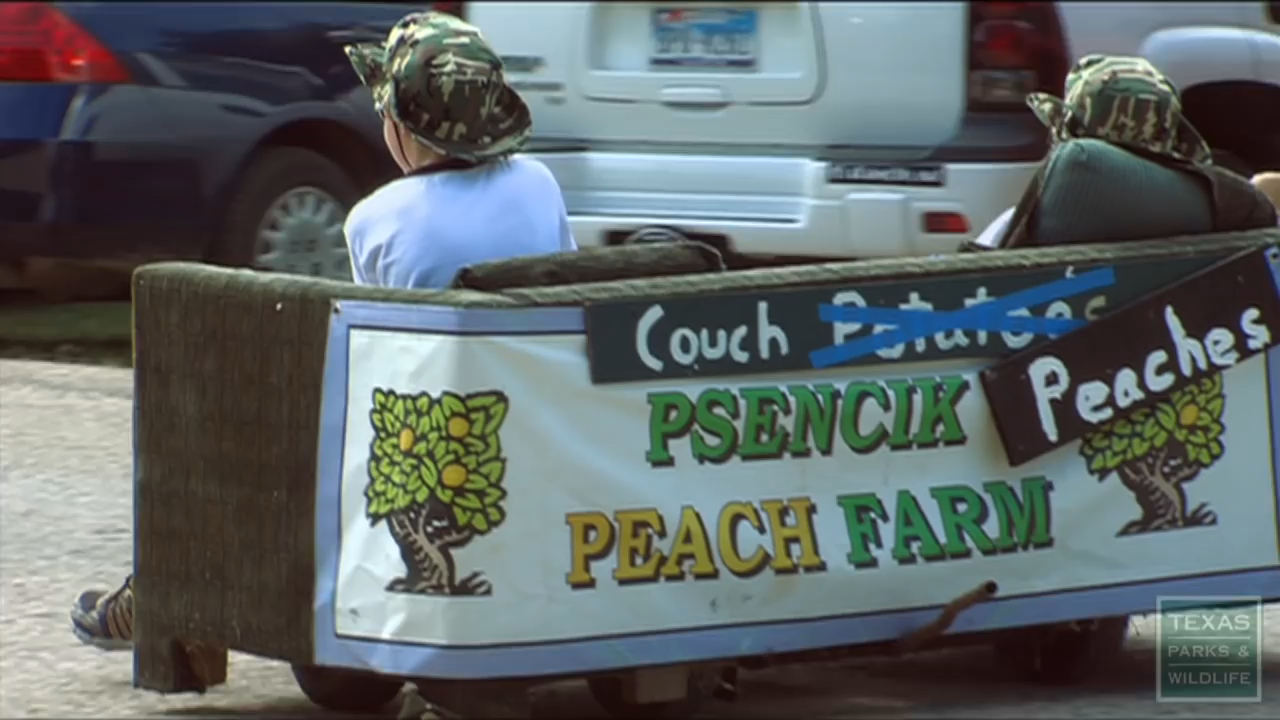 Couch Potatoes
Peaches
PSENCIK
PEACH FARM
TEXAS
PARKS &
WILDLIFE